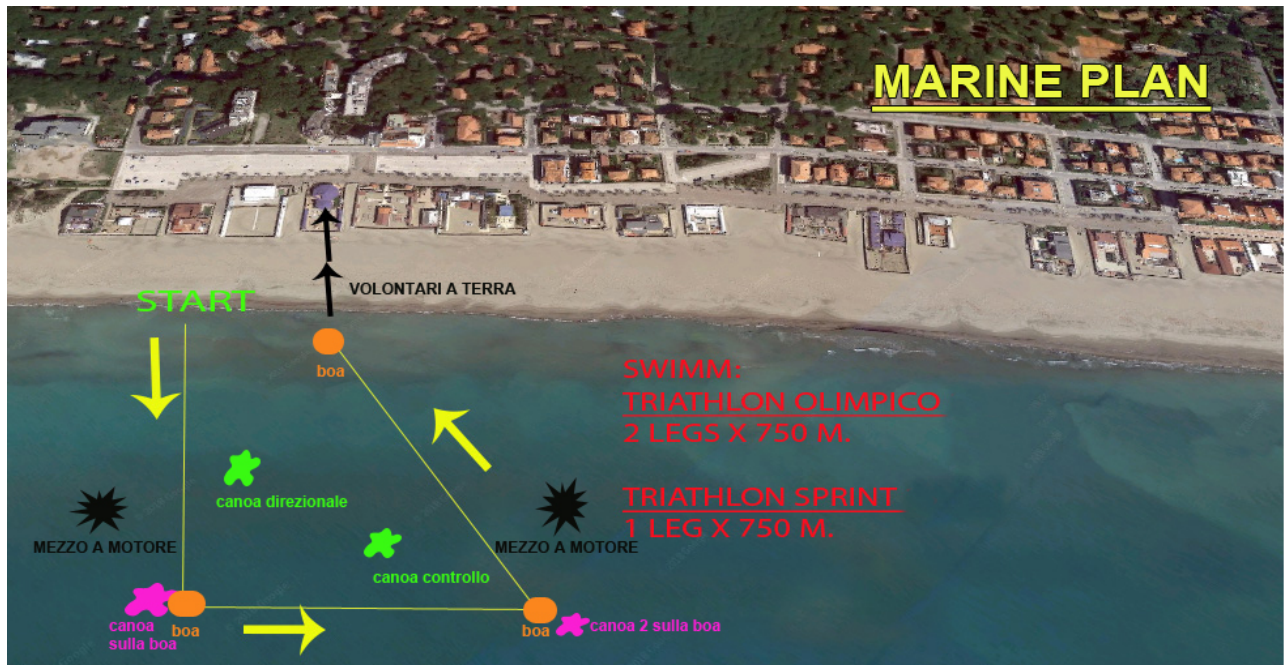 MARINE PLAN
START
VOLONTARI A TERRA
boa
SWIMM:
TRIATHLON OLIMPICO
2 LEGS X 750 M.
canoa direzionale
TRIATHLON SPRINT
1 LEG X 750 M.
MEZZO A MOTORE
MEZZO A MOTORE
canoa controllo
canoa
sulla boa
boa
boa
canoa 2 sulla boa